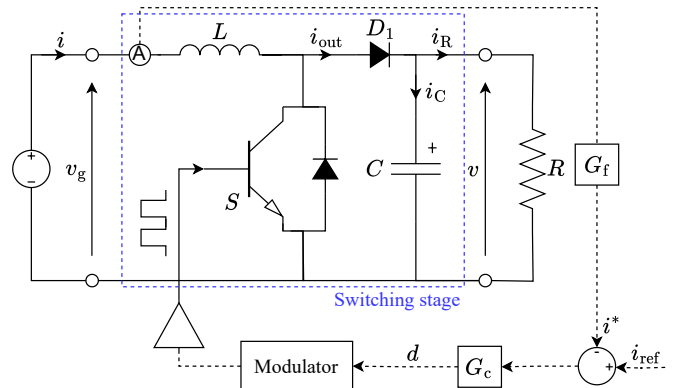 i
A
L
i_out
D_1
i_R
i_C
+
+
−
v_g
S
C
v
R
G_f
Switching stage
i*
-
+
i_ref
Modulator
d
G_c